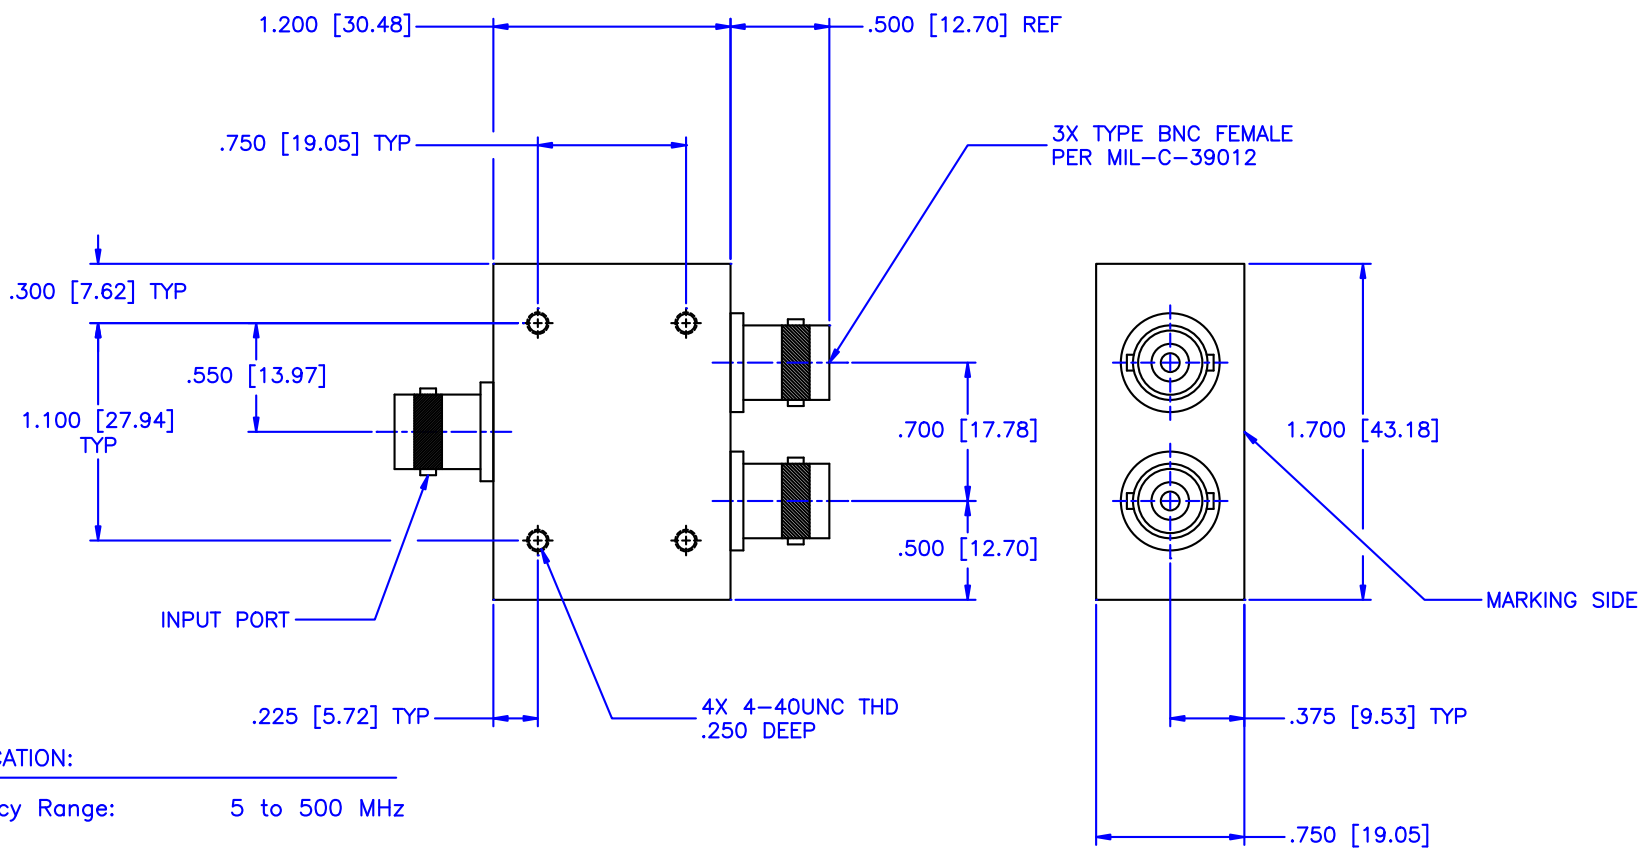 1.200 [30.48]
.500 [12.70] REF
.750 [19.05] TYP
3X TYPE BNC FEMALE
PER MIL-C-39012
.300 [7.62] TYP
.550 [13.97]
1.100 [27.94]
TYP
.700 [17.78]
1.700 [43.18]
.500 [12.70]
INPUT PORT
MARKING SIDE
.225 [5.72] TYP
4X 4-40UNC THD
.250 DEEP
.375 [9.53] TYP
CATION:
cy Range: 5 to 500 MHz
.750 [19.05]